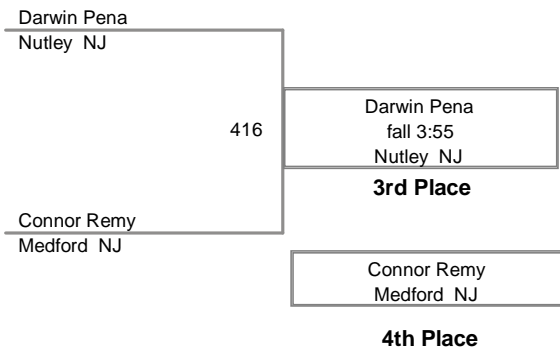 Darwin Pena
Nutley NJ
416
Darwin Pena
fall 3:55
Nutley NJ
3rd Place
Connor Remy
Medford NJ
Connor Remy
Medford NJ
4th Place